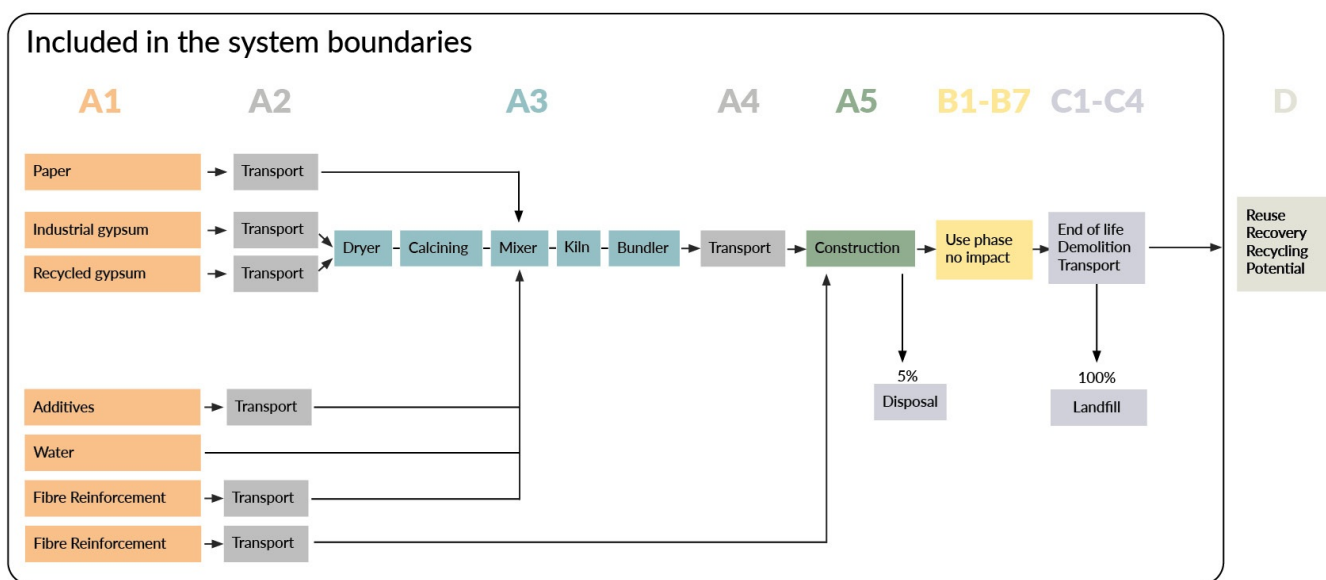 Included in the system boundaries
A1 A2 A3 A4 A5 B1-B7 C1-C4 D
Paper
Transport
Industrial gypsum
Transport
Recycled gypsum
Transport
Dryer
Calcining
Mixer
Kiln
Bundler
Transport
Construction
Use phase
no impact
End of life
Demolition
Transport
Reuse
Recovery
Recycling
Potential
5%
Disposal
100%
Landfill
Additives
Transport
Water
Fibre Reinforcement
Transport
Fibre Reinforcement
Transport